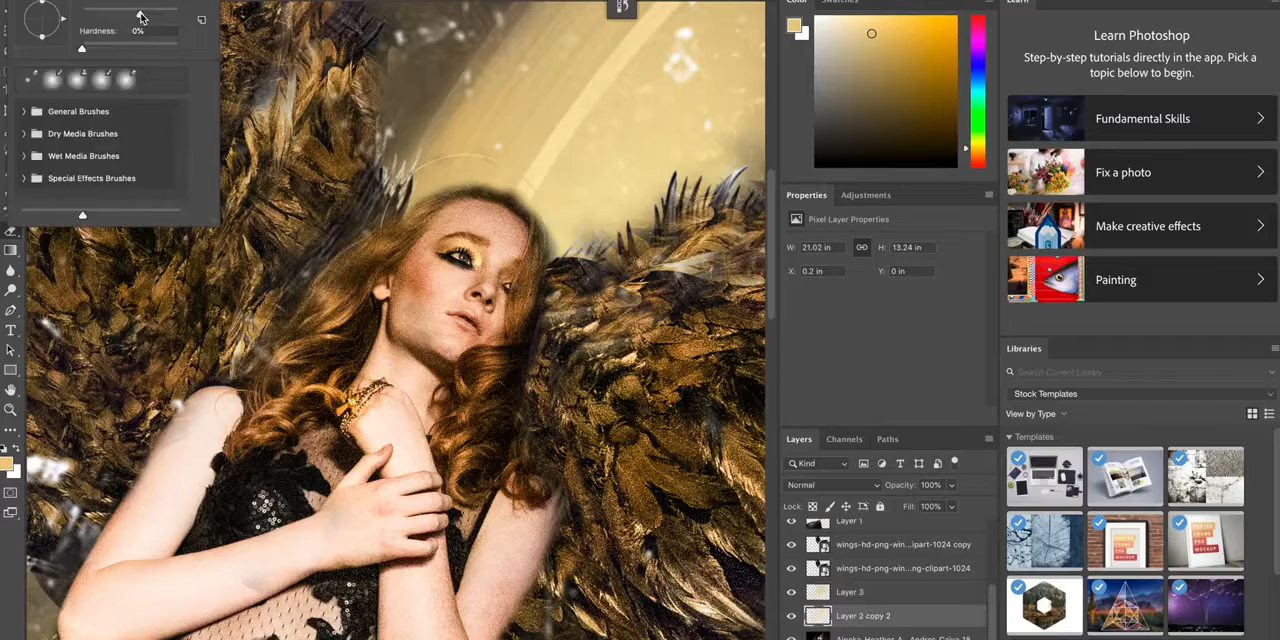 Hardness: 0%
General Brushes
Dry Media Brushes
Wet Media Brushes
Special Effects Brushes
Color
Swatches
Properties
Adjustments
Pixel Layer Properties
W: 21.02 in
H: 13.24 in
X: 0.2 in
Y: 0 in
Layers
Channels
Paths
Kind
Normal
Opacity: 100%
Lock:
Fill: 100%
Layer 1
wings-hd-png-win...ipart-1024 copy
wings-hd-png-win...ng-clipart-1024
Layer 3
Layer 2 copy 2
Learn
Learn Photoshop
Step-by-step tutorials directly in the app. Pick a
topic below to begin.
Fundamental Skills
Fix a photo
Make creative effects
Painting
Libraries
Search Current Library...
Stock Templates
View by Type
Templates